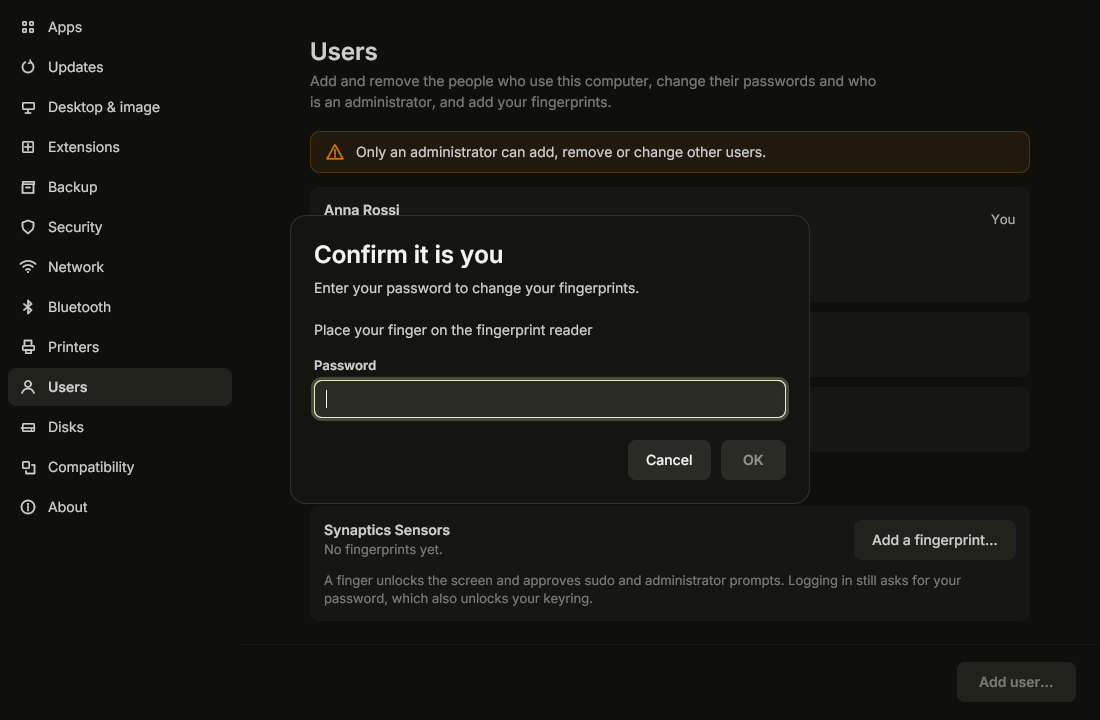 Apps
Updates
Desktop & image
Extensions
Backup
Security
Network
Bluetooth
Printers
Users
Disks
Compatibility
About
Users
Add and remove the people who use this computer, change their passwords and who
is an administrator, and add your fingerprints.
Only an administrator can add, remove or change other users.
Anna Rossi
You
Confirm it is you
Enter your password to change your fingerprints.
Place your finger on the fingerprint reader
Password
Cancel
OK
Synaptics Sensors
No fingerprints yet.
Add a fingerprint...
A finger unlocks the screen and approves sudo and administrator prompts. Logging in still asks for your
password, which also unlocks your keyring.
Add user...